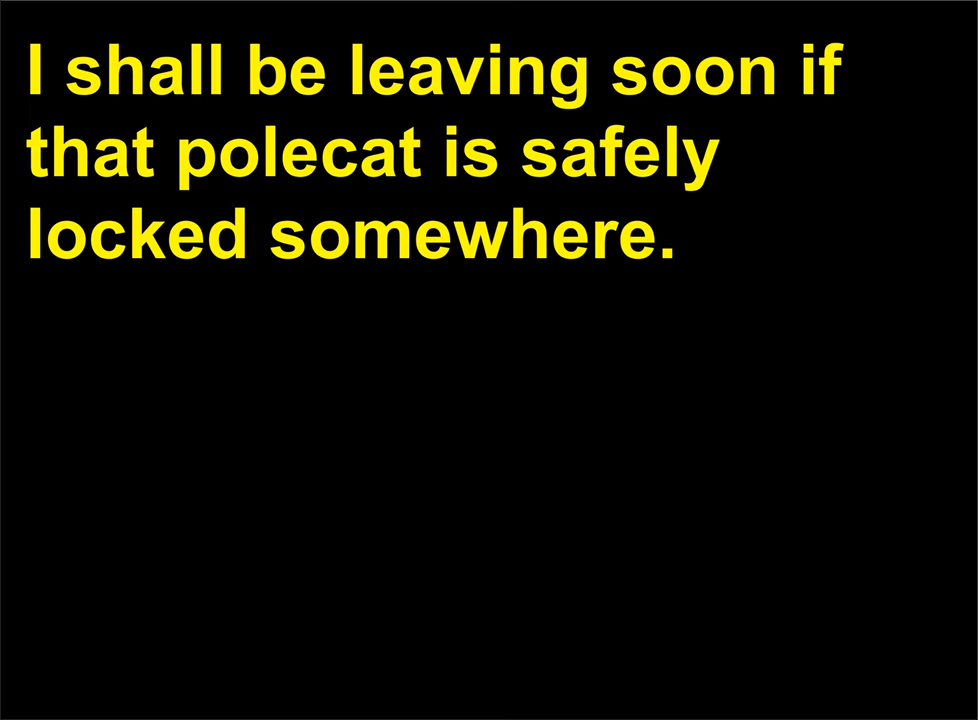 I shall be leaving soon if
that polecat is safely
locked somewhere.